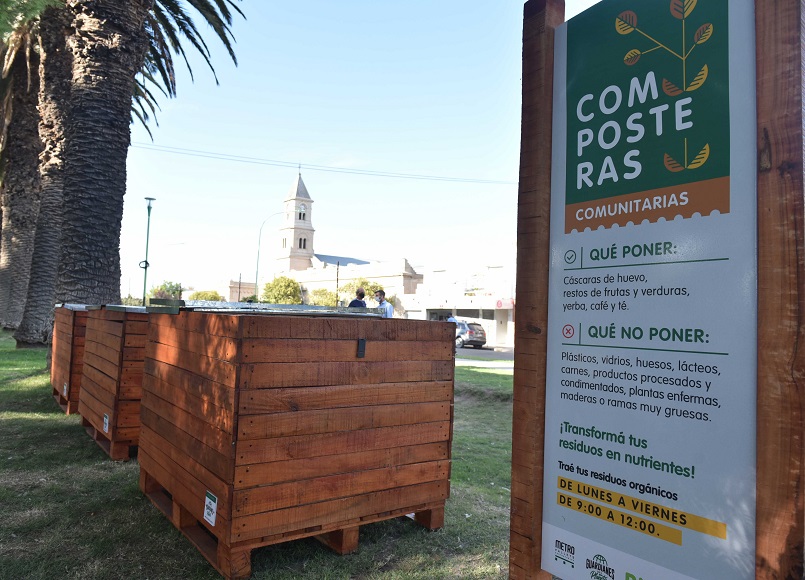 COM
POSTE
RAS
COMUNITARIAS
QUÉ PONER:
Cáscaras de huevo,
restos de frutas y verduras,
yerba, café y té.
QUÉ NO PONER:
Plásticos, vidrios, huesos, lácteos,
carnes, productos procesados y
condimentados, plantas enfermas,
maderas o ramas muy gruesas.
¡Transformá tus
residuos en nutrientes!
Traé tus residuos orgánicos
DE LUNES A VIERNES
DE 9:00 A 12:00.
METRO
GUARDIANES